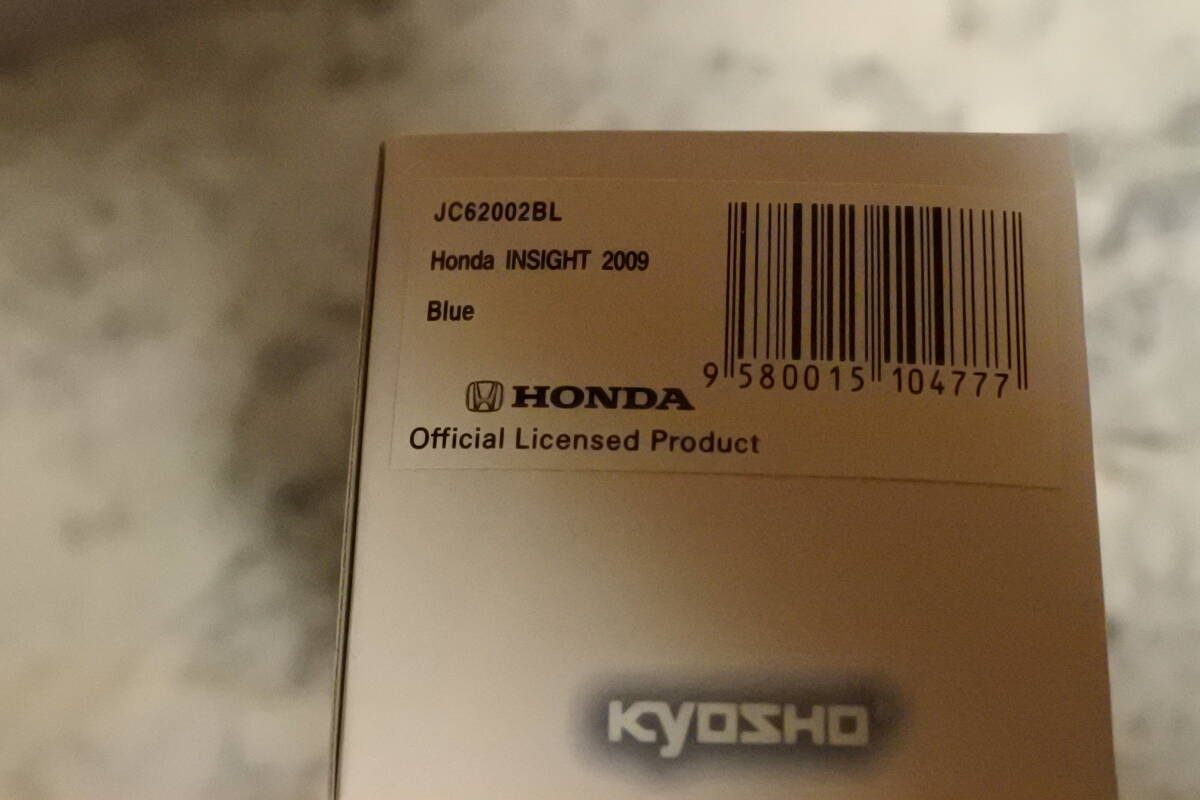 JC62002BL
Honda INSIGHT 2009
Blue
9 580015 104777
HONDA
Official Licensed Product
KYOSHO